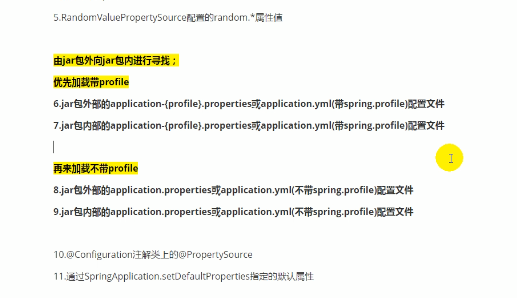 5.RandomValuePropertySource配置的random.*属性值
由jar包外向jar包内进行寻找；
优先加载带profile
6.jar包外部的application-{profile}.properties或application.yml(带spring.profile)配置文件
7.jar包内部的application-{profile}.properties或application.yml(带spring.profile)配置文件
再来加载不带profile
8.jar包外部的application.properties或application.yml(不带spring.profile)配置文件
9.jar包内部的application.properties或application.yml(不带spring.profile)配置文件
10.@Configuration注解类上的@PropertySource
11.通过SpringApplication.setDefaultProperties指定的默认属性